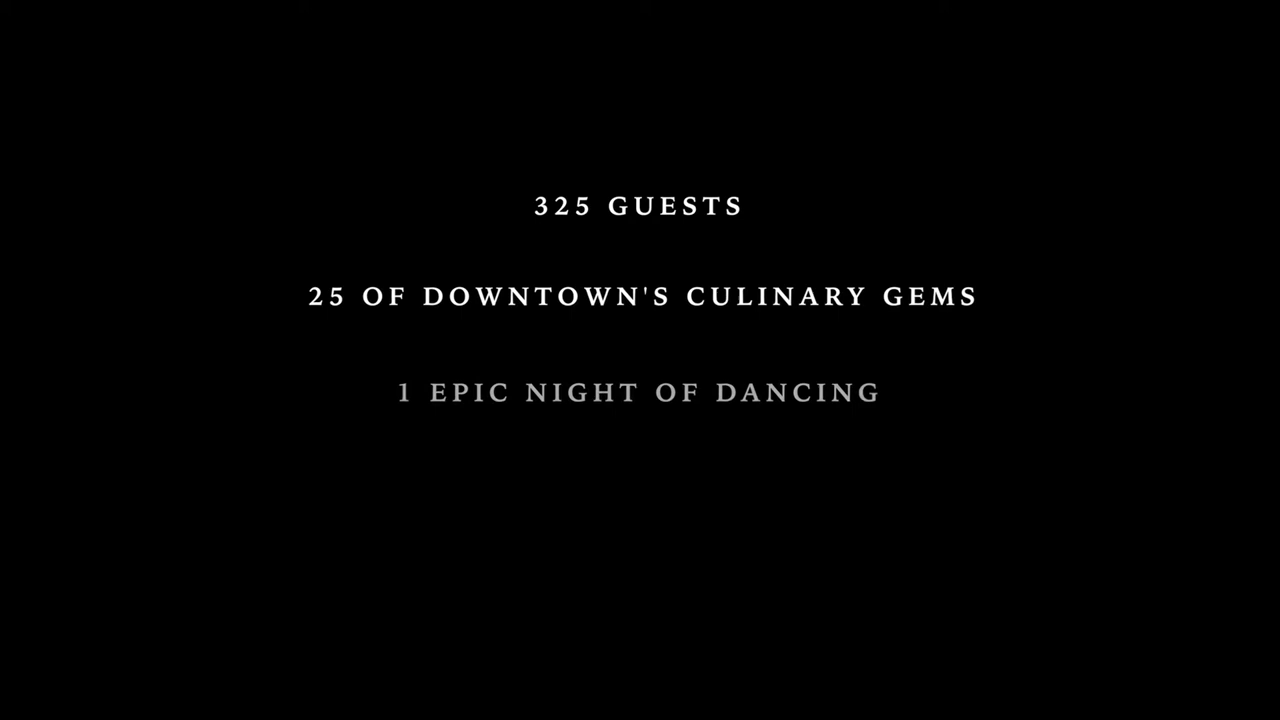 325 GUESTS
25 OF DOWNTOWN'S CULINARY GEMS
1 EPIC NIGHT OF DANCING